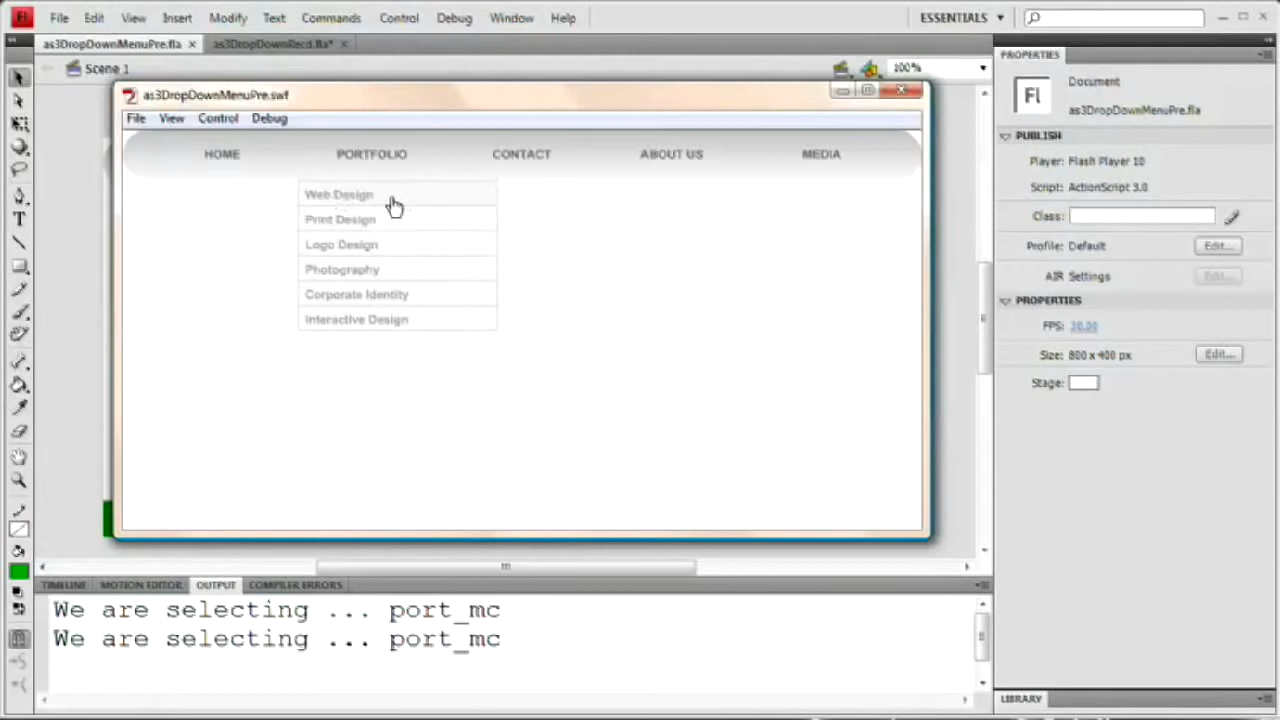 Fl File Edit View Insert Modify Text Commands Control Debug Window Help ESSENTIALS
as3DropDownMenuPre.fla × as3DropDownRecd.fla* ×
Scene 1 100%
as3DropDownMenuPre.swf
File View Control Debug
HOME PORTFOLIO CONTACT ABOUT US MEDIA
Web Design
Print Design
Logo Design
Photography
Corporate Identity
Interactive Design
TIMELINE MOTION EDITOR OUTPUT COMPILER ERRORS
We are selecting ... port_mc
We are selecting ... port_mc
PROPERTIES
Fl
Document
as3DropDownMenuPre.fla
PUBLISH
Player: Flash Player 10
Script: ActionScript 3.0
Class:
Profile: Default Edit...
AIR Settings Edit...
PROPERTIES
FPS: 30.00
Size: 800 x 400 px Edit...
Stage:
LIBRARY